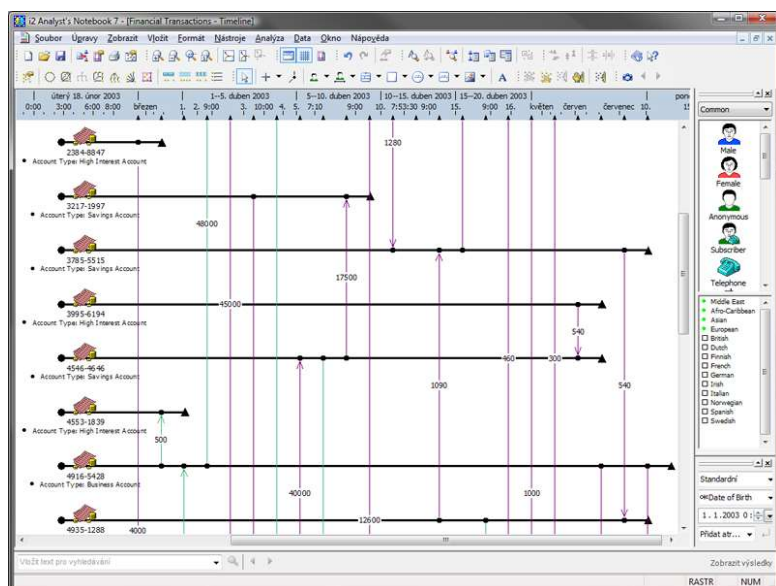 i2 Analyst's Notebook 7 - [Financial Transactions - Timeline]
Soubor Úpravy Zobrazit Vložit Formát Nástroje Analýza Data Okno Nápověda
úterý 18. únor 2003 1--5. duben 2003 5--10. duben 2003 10--15. duben 2003 15--20. duben 2003
0:00 3:00 6:00 8:00 březen 1. 2. 9:00 3. 10:00 4. 5. 7:10 9:00 10. 7:53:30 9:00 15. 9:00 16. květen červen červenec 10.
1280
2384-8847
Account Type: High Interest Account
3217-1997
Account Type: Savings Account
48000
3785-5515
Account Type: Savings Account
17500
45000
3995-6194
Account Type: High Interest Account
540
4546-4646
460
300
Account Type: Savings Account
1090
540
4553-1839
Account Type: High Interest Account
500
4916-5428
Account Type: Business Account
40000
1000
12600
4935-1288
4000
Common
Male
Female
Anonymous
Subscriber
Telephone
Middle East
Afro-Caribbean
Asian
European
British
Dutch
Finnish
French
German
Irish
Italian
Norwegian
Spanish
Swedish
Standardní
Date of Birth
1. 1.2003 0:
Přidat atr...
Vložit text pro vyhledávání
Zobrazit výsledky
RASTR NUM